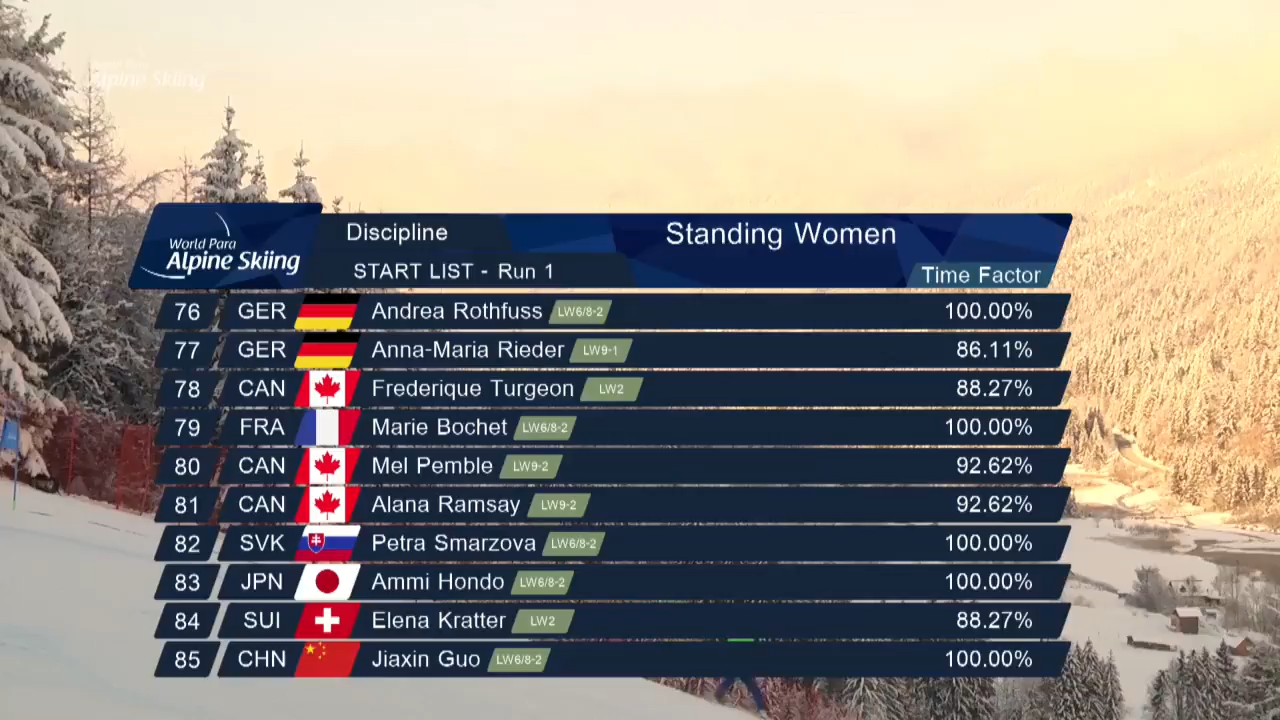 Alpine Skiing
World Para
Alpine Skiing
Discipline
Standing Women
START LIST - Run 1
Time Factor
76 GER Andrea Rothfuss LW6/8-2 100.00%
77 GER Anna-Maria Rieder LW9-1 86.11%
78 CAN Frederique Turgeon LW2 88.27%
79 FRA Marie Bochet LW6/8-2 100.00%
80 CAN Mel Pemble LW9-2 92.62%
81 CAN Alana Ramsay LW9-2 92.62%
82 SVK Petra Smarzova LW6/8-2 100.00%
83 JPN Ammi Hondo LW6/8-2 100.00%
84 SUI Elena Kratter LW2 88.27%
85 CHN Jiaxin Guo LW6/8-2 100.00%